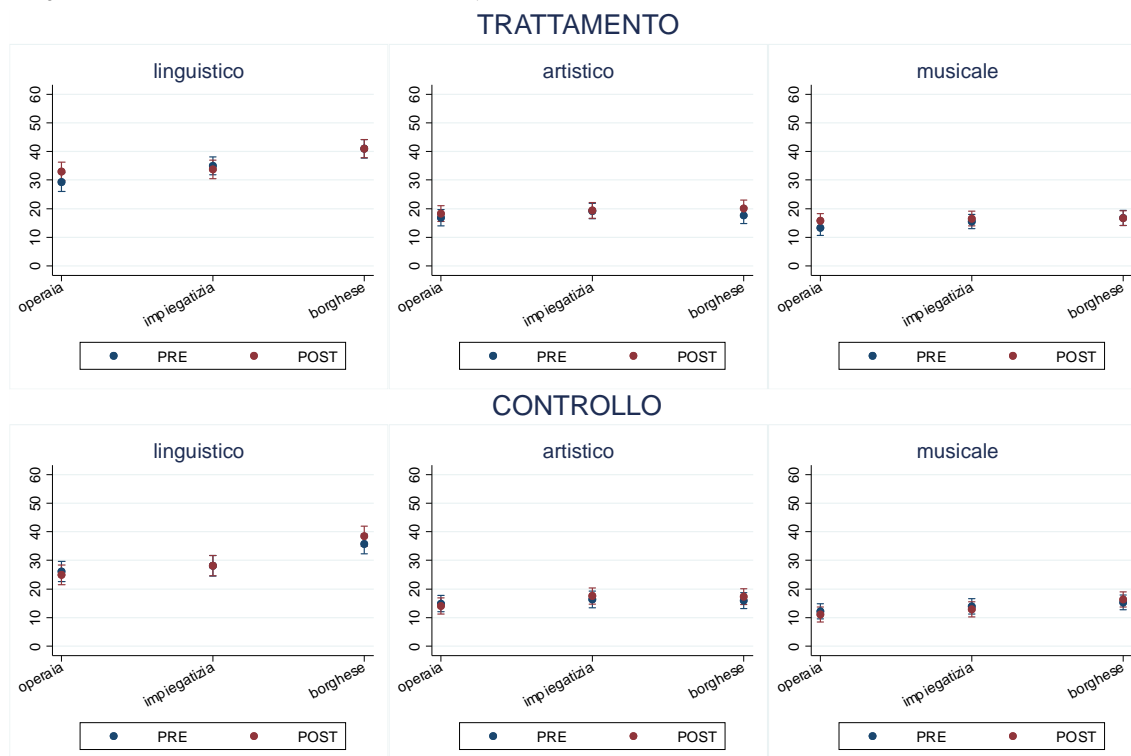 TRATTAMENTO
linguistico
60
50
40
30
20
10
0
operaia
impiegatizia
borghese
PRE POST
artistico
60
50
40
30
20
10
0
operaia
impiegatizia
borghese
PRE POST
musicale
60
50
40
30
20
10
0
operaia
impiegatizia
borghese
PRE POST
CONTROLLO
linguistico
60
50
40
30
20
10
0
operaia
impiegatizia
borghese
PRE POST
artistico
60
50
40
30
20
10
0
operaia
impiegatizia
borghese
PRE POST
musicale
60
50
40
30
20
10
0
operaia
impiegatizia
borghese
PRE POST